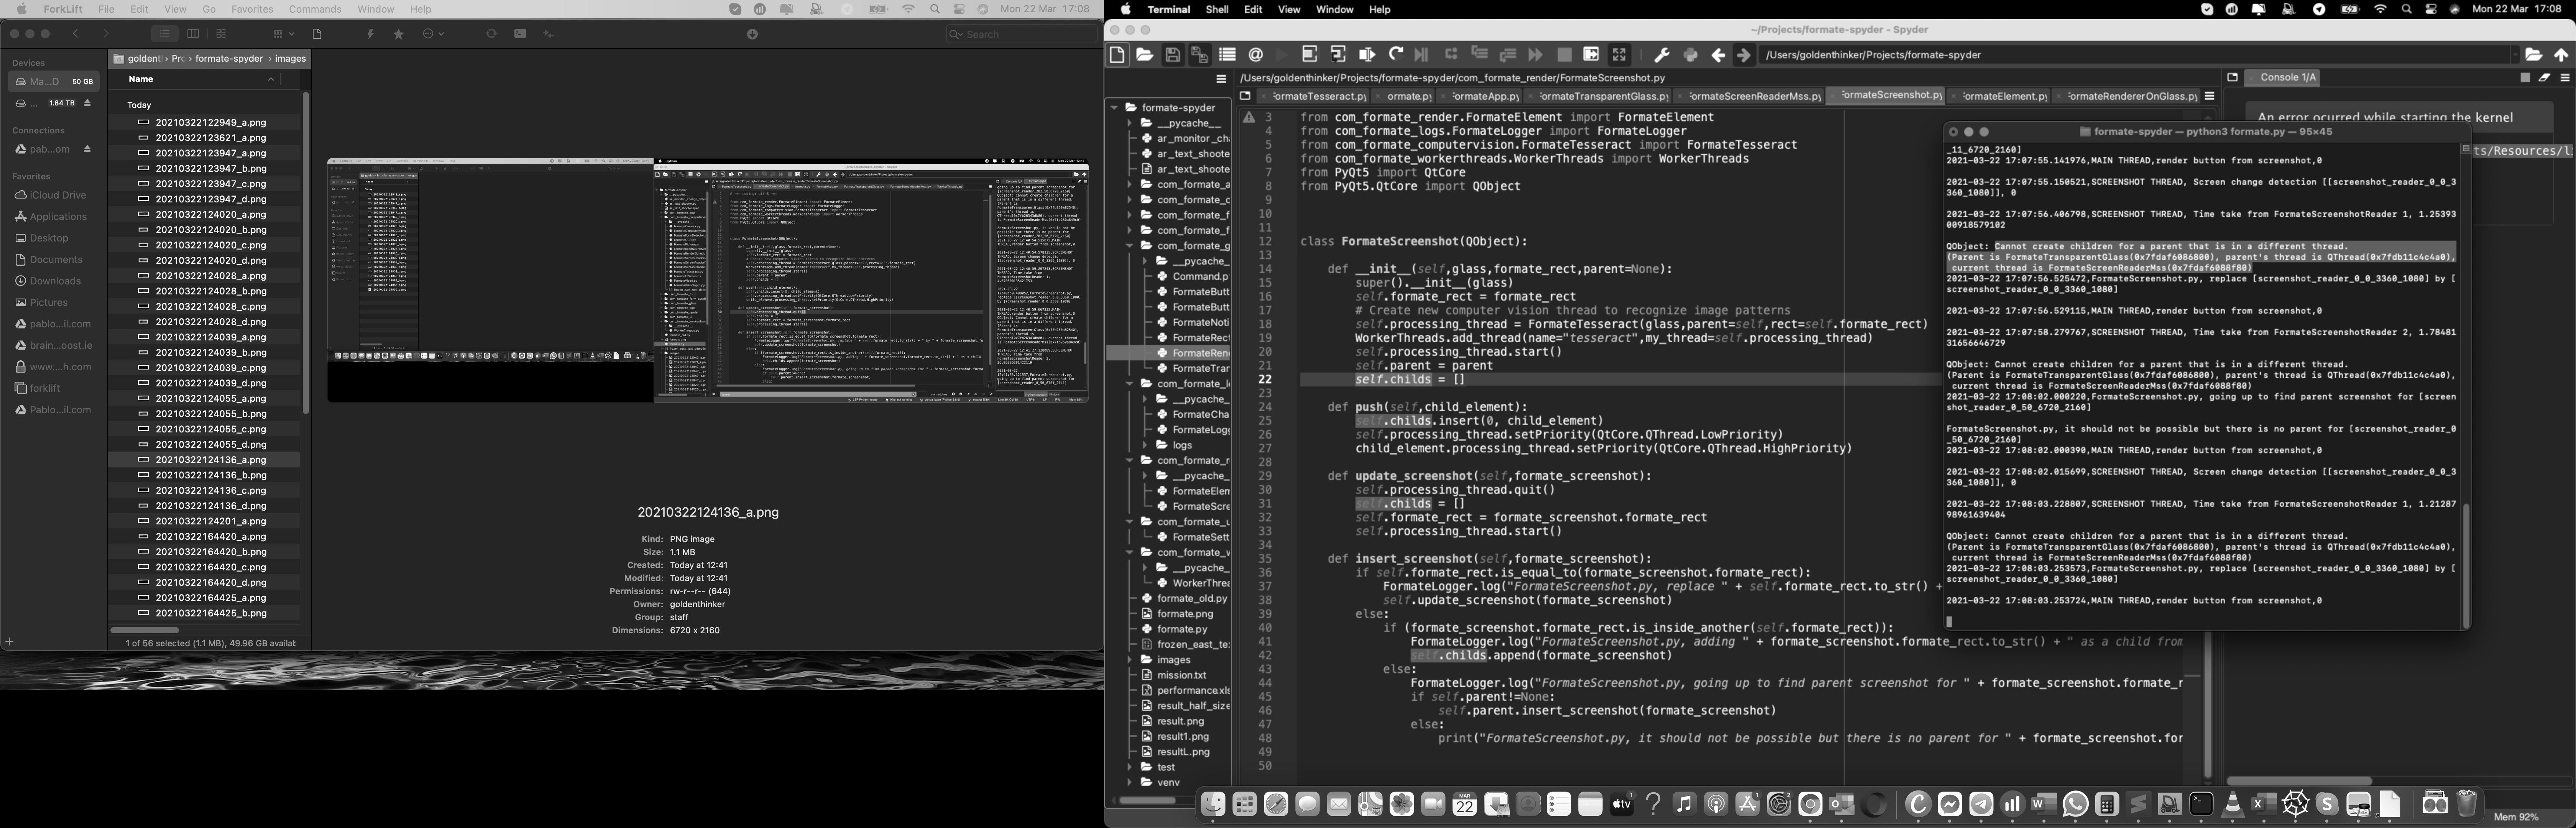 ForkLift File Edit View Go Favorites Commands Window Help
Mon 22 Mar 17:08
Search
Devices
Ma...D 50 GB
... 1.84 TB
Connections
pab...om
Favorites
iCloud Drive
Applications
Desktop
Documents
Downloads
Pictures
pablo...il.com
brain...ost.ie
www....h.com
forklift
Pablo...il.com
goldent Pr formate-spyder images
Name
Today
20210322122949_a.png
20210322123621_a.png
20210322123947_a.png
20210322123947_b.png
20210322123947_c.png
20210322123947_d.png
20210322124020_a.png
20210322124020_b.png
20210322124020_c.png
20210322124020_d.png
20210322124028_a.png
20210322124028_b.png
20210322124028_c.png
20210322124028_d.png
20210322124039_a.png
20210322124039_b.png
20210322124039_c.png
20210322124039_d.png
20210322124055_a.png
20210322124055_b.png
20210322124055_c.png
20210322124055_d.png
20210322124136_a.png
20210322124136_b.png
20210322124136_c.png
20210322124136_d.png
20210322124201_a.png
20210322164420_a.png
20210322164420_b.png
20210322164420_c.png
20210322164420_d.png
20210322164425_a.png
20210322164425_b.png
1 of 56 selected (1.1 MB), 49.96 GB availat
20210322124136_a.png
Kind: PNG image
Size: 1.1 MB
Created: Today at 12:41
Modified: Today at 12:41
Permissions: rw-r--r-- (644)
Owner: goldenthinker
Group: staff
Dimensions: 6720 x 2160
Terminal Shell Edit View Window Help
Mon 22 Mar 17:08
~/Projects/formate-spyder - Spyder
/Users/goldenthinker/Projects/formate-spyder
/Users/goldenthinker/Projects/formate-spyder/com_formate_render/FormateScreenshot.py
ormateTesseract.py ormate.py ormateApp.py ormateTransparentGlass.py ormateScreenReaderMss.py ormateScreenshot.py ormateElement.py ormateRendererOnGlass.py
Console 1/A
An error ocurred while starting the kernel
ts/Resources/l
formate-spyder
__pycache__
ar_monitor_cha
ar_text_shoote
ar_text_shoote
com_formate_a
com_formate_c
com_formate_f
com_formate_f
com_formate_g
__pycache_
Command.p
FormateButt
FormateButt
FormateNoti
FormateRect
FormateRen
FormateTran
com_formate_l
__pycache_
FormateCha
FormateLogg
logs
com_formate_r
__pycache_
FormateElem
FormateScre
com_formate_u
FormateSett
com_formate_v
__pycache_
WorkerThrea
formate_old.py
formate.png
formate.py
frozen_east_te
images
mission.txt
performance.xls
result_half_size
result.png
result1.png
resultL.png
test
venv
3 from com_formate_render.FormateElement import FormateElement
4 from com_formate_logs.FormateLogger import FormateLogger
5 from com_formate_computervision.FormateTesseract import FormateTesseract
6 from com_formate_workerthreads.WorkerThreads import WorkerThreads
7 from PyQt5 import QtCore
8 from PyQt5.QtCore import QObject
9
10
11
12 class FormateScreenshot(QObject):
13
14 def __init__(self,glass,formate_rect,parent=None):
15 super().__init__(glass)
16 self.formate_rect = formate_rect
17 # Create new computer vision thread to recognize image patterns
18 self.processing_thread = FormateTesseract(glass,parent=self,rect=self.formate_rect)
19 WorkerThreads.add_thread(name="tesseract",my_thread=self.processing_thread)
20 self.processing_thread.start()
21 self.parent = parent
22 self.childs = []
23
24 def push(self,child_element):
25 self.childs.insert(0, child_element)
26 self.processing_thread.setPriority(QtCore.QThread.LowPriority)
27 child_element.processing_thread.setPriority(QtCore.QThread.HighPriority)
28
29 def update_screenshot(self,formate_screenshot):
30 self.processing_thread.quit()
31 self.childs = []
32 self.formate_rect = formate_screenshot.formate_rect
33 self.processing_thread.start()
34
35 def insert_screenshot(self,formate_screenshot):
36 if self.formate_rect.is_equal_to(formate_screenshot.formate_rect):
37 FormateLogger.log("FormateScreenshot.py, replace " + self.formate_rect.to_str() +
38 self.update_screenshot(formate_screenshot)
39 else:
40 if (formate_screenshot.formate_rect.is_inside_another(self.formate_rect)):
41 FormateLogger.log("FormateScreenshot.py, adding " + formate_screenshot.formate_rect.to_str() + " as a child from
42 self.childs.append(formate_screenshot)
43 else:
44 FormateLogger.log("FormateScreenshot.py, going up to find parent screenshot for " + formate_screenshot.formate_r
45 if self.parent!=None:
46 self.parent.insert_screenshot(formate_screenshot)
47 else:
48 print("FormateScreenshot.py, it should not be possible but there is no parent for " + formate_screenshot.for
49
50
formate-spyder — python3 formate.py — 95×45
_11_6720_2160]
2021-03-22 17:07:55.141976,MAIN THREAD,render button from screenshot,0
2021-03-22 17:07:55.150521,SCREENSHOT THREAD, Screen change detection [[screenshot_reader_0_0_3
360_1080]], 0
2021-03-22 17:07:56.406798,SCREENSHOT THREAD, Time take from FormateScreenshotReader 1, 1.25393
00918579102
QObject: Cannot create children for a parent that is in a different thread.
(Parent is FormateTransparentGlass(0x7fdaf6086800), parent's thread is QThread(0x7fdb11c4c4a0),
current thread is FormateScreenReaderMss(0x7fdaf6088f80)
2021-03-22 17:07:56.525472,FormateScreenshot.py, replace [screenshot_reader_0_0_3360_1080] by [
screenshot_reader_0_0_3360_1080]
2021-03-22 17:07:56.529115,MAIN THREAD,render button from screenshot,0
2021-03-22 17:07:58.279767,SCREENSHOT THREAD, Time take from FormateScreenshotReader 2, 1.78481
31656646729
QObject: Cannot create children for a parent that is in a different thread.
(Parent is FormateTransparentGlass(0x7fdaf6086800), parent's thread is QThread(0x7fdb11c4c4a0),
current thread is FormateScreenReaderMss(0x7fdaf6088f80)
2021-03-22 17:08:02.000220,FormateScreenshot.py, going up to find parent screenshot for [screen
shot_reader_0_50_6720_2160]
FormateScreenshot.py, it should not be possible but there is no parent for [screenshot_reader_0
_50_6720_2160]
2021-03-22 17:08:02.000390,MAIN THREAD,render button from screenshot,0
2021-03-22 17:08:02.015699,SCREENSHOT THREAD, Screen change detection [[screenshot_reader_0_0_3
360_1080]], 0
2021-03-22 17:08:03.228807,SCREENSHOT THREAD, Time take from FormateScreenshotReader 1, 1.21287
98961639404
QObject: Cannot create children for a parent that is in a different thread.
(Parent is FormateTransparentGlass(0x7fdaf6086800), parent's thread is QThread(0x7fdb11c4c4a0),
current thread is FormateScreenReaderMss(0x7fdaf6088f80)
2021-03-22 17:08:03.253573,FormateScreenshot.py, replace [screenshot_reader_0_0_3360_1080] by [
screenshot_reader_0_0_3360_1080]
2021-03-22 17:08:03.253724,MAIN THREAD,render button from screenshot,0
MAR
22
tv
Mem 92%